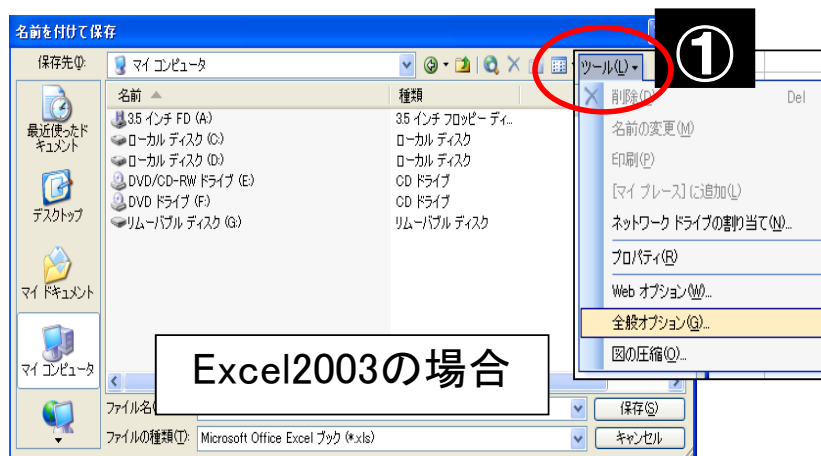 名前を付けて保存
①
保存先(I):
マイ コンピュータ
ツール(L)
名前
種類
3.5 インチ FD (A:)
3.5 インチ フロッピー ディ...
ローカル ディスク (C:)
ローカル ディスク
ローカル ディスク (D:)
ローカル ディスク
DVD/CD-RW ドライブ (E:)
CD ドライブ
DVD ドライブ (F:)
CD ドライブ
リムーバブル ディスク (G:)
リムーバブル ディスク
最近使ったド
キュメント
デスクトップ
マイ ドキュメント
マイ コンピュータ
削除(D)
Del
名前の変更(M)
印刷(P)
[マイ プレース] に追加(L)
ネットワーク ドライブの割り当て(N)...
プロパティ(R)
Web オプション(W)...
全般オプション(G)...
図の圧縮(O)...
Excel2003の場合
ファイル名(
保存(S)
ファイルの種類(T):
Microsoft Office Excel ブック (*.xls)
キャンセル